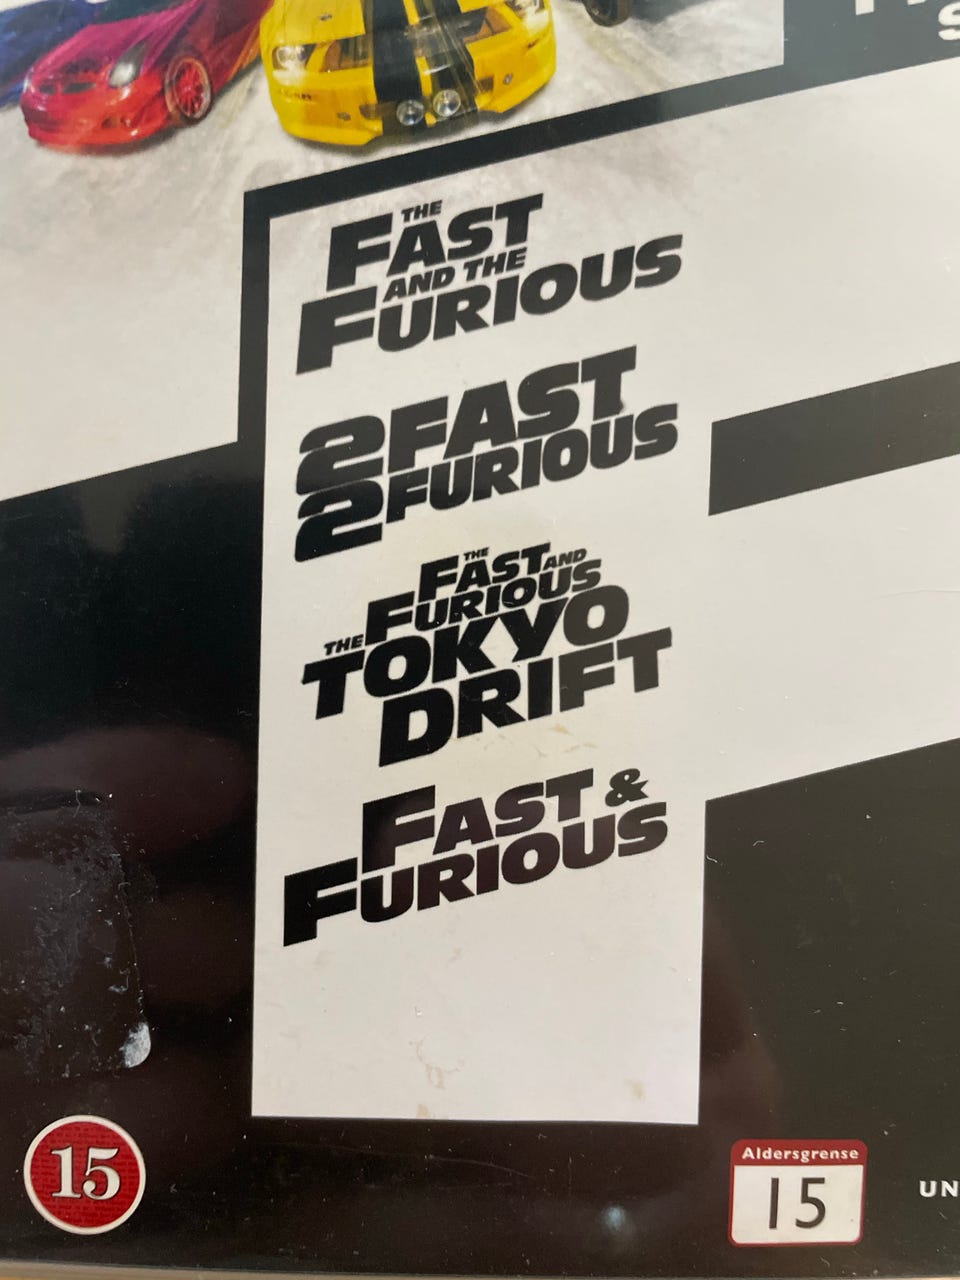 THE
FAST
AND THE
FURIOUS
2FAST
2FURIOUS
THE
FAST AND
THE FURIOUS
TOKYO
DRIFT
FAST &
FURIOUS
15
Aldersgrense
15
UN